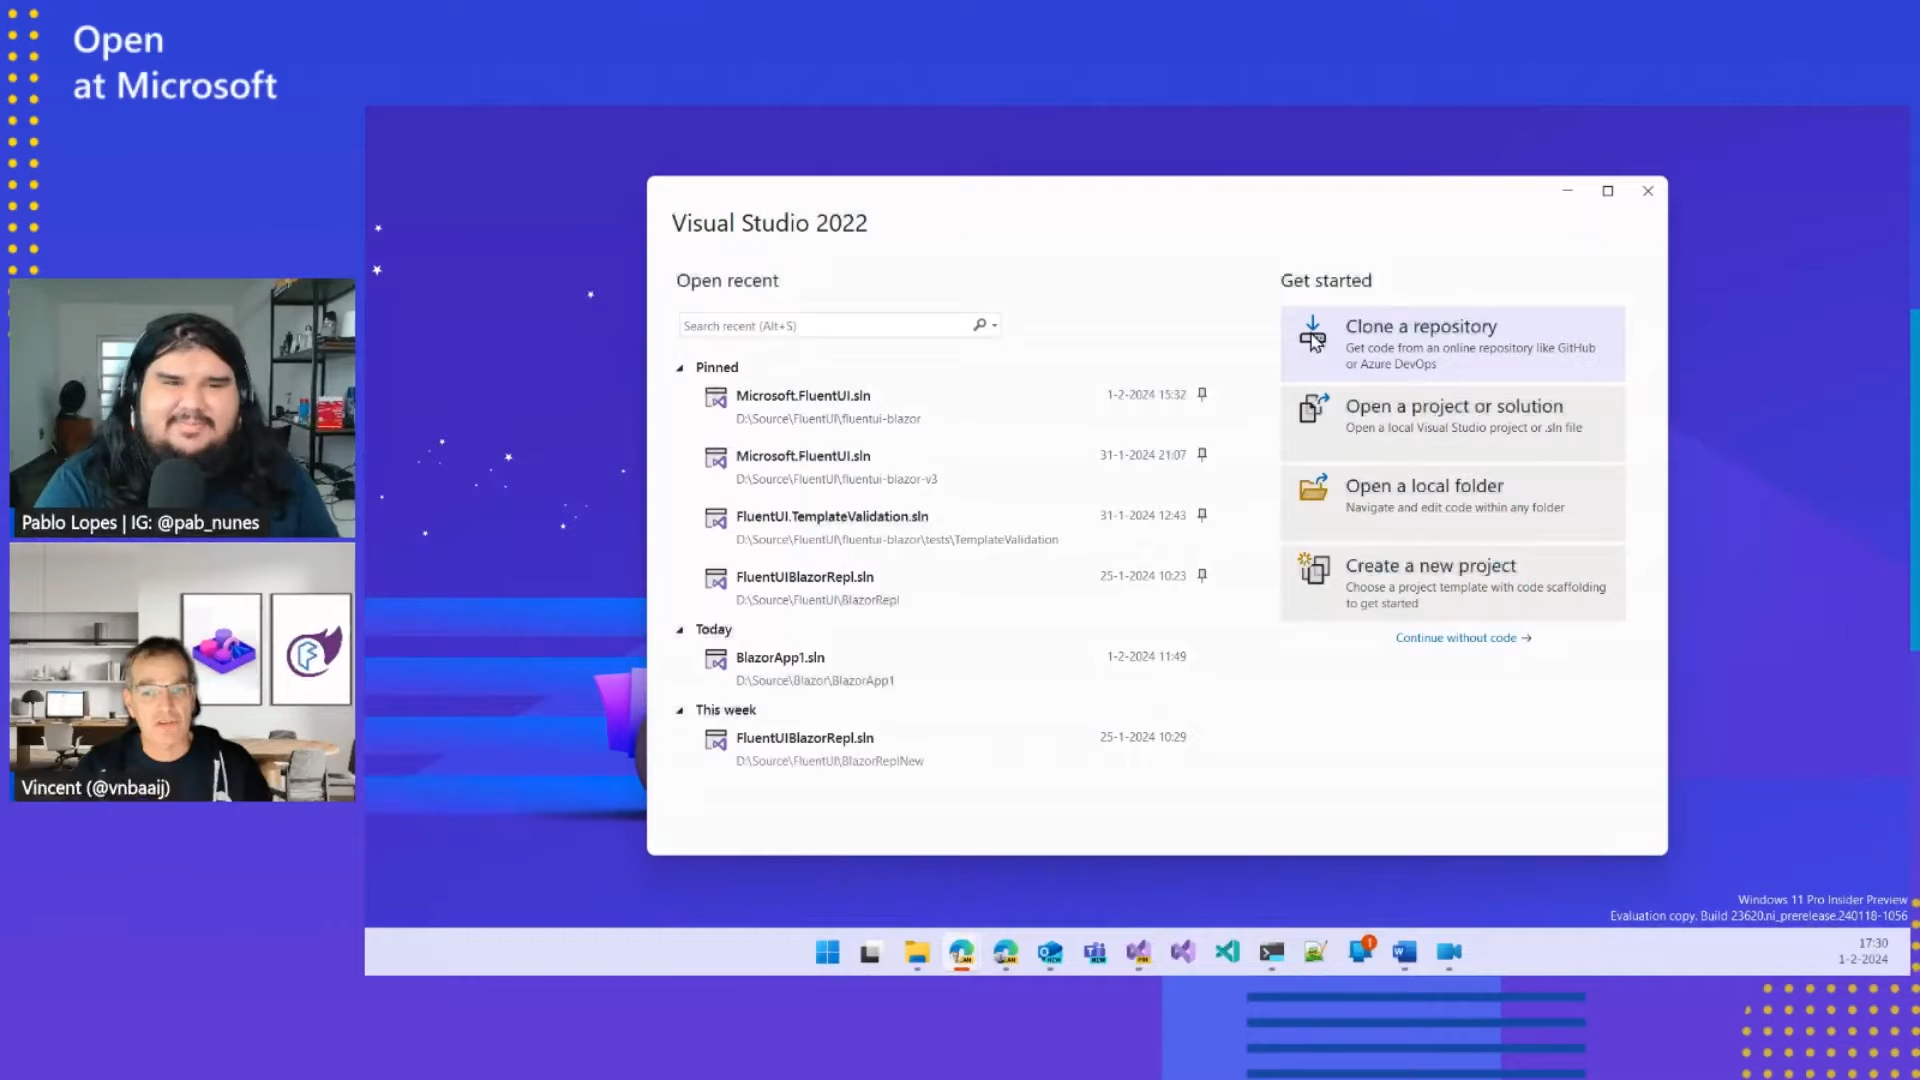 Open
at Microsoft
Pablo Lopes | IG: @pab_nunes
Vincent (@vnbaaij)
Visual Studio 2022
Open recent
Search recent (Alt+S)
Pinned
Microsoft.FluentUI.sln
1-2-2024 15:32
D:\Source\FluentUI\fluentui-blazor
Microsoft.FluentUI.sln
31-1-2024 21:07
D:\Source\FluentUI\fluentui-blazor-v3
FluentUI.TemplateValidation.sln
31-1-2024 12:43
D:\Source\FluentUI\fluentui-blazor\tests\TemplateValidation
FluentUIBlazorRepl.sln
25-1-2024 10:23
D:\Source\FluentUI\BlazorRepl
Today
BlazorApp1.sln
1-2-2024 11:49
D:\Source\Blazor\BlazorApp1
This week
FluentUIBlazorRepl.sln
25-1-2024 10:29
D:\Source\FluentUI\BlazorReplNew
Get started
Clone a repository
Get code from an online repository like GitHub
or Azure DevOps
Open a project or solution
Open a local Visual Studio project or .sln file
Open a local folder
Navigate and edit code within any folder
Create a new project
Choose a project template with code scaffolding
to get started
Continue without code →
Windows 11 Pro Insider Preview
Evaluation copy. Build 23620.ni_prerelease.240118-1056
17:30
1-2-2024